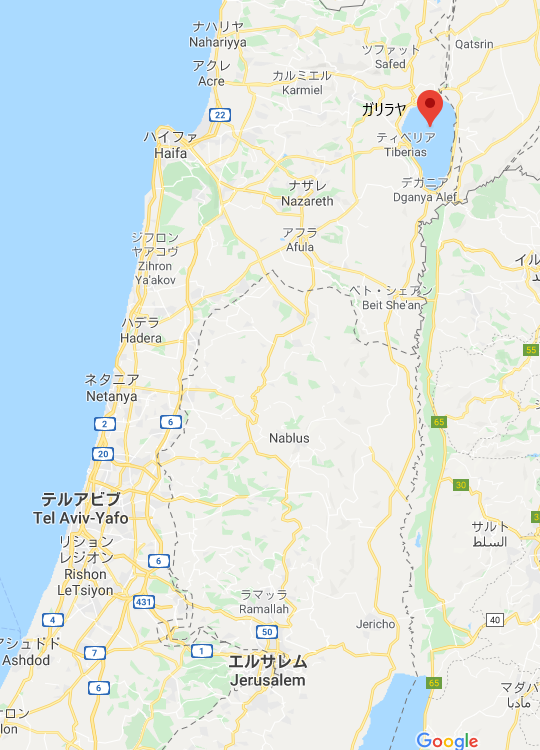 ナハリヤ
Nahariyya
ツファット
Safed
Qatsrin
アクレ
Acre
カルミエル
Karmiel
ガリラヤ
22
ハイファ
Haifa
ティベリア
Tiberias
ナザレ
Nazareth
デガニア
Dganya Alef
アフラ
Afula
ジフロン
ヤアコヴ
Zihron
Ya'akov
イル
ベト・シェアン
Beit She'an
ハデラ
Hadera
55
ネタニア
Netanya
2
6
65
Nablus
20
30
テルアビブ
Tel Aviv-Yafo
サルト
السلط
リション
レジオン
Rishon
LeTsiyon
6
431
ラマッラ
Ramallah
4
50
Jericho
40
アシュドド
Ashdod
7
1
エルサレム
Jerusalem
6
65
マダバ
مادبا
ロン
lon
Google